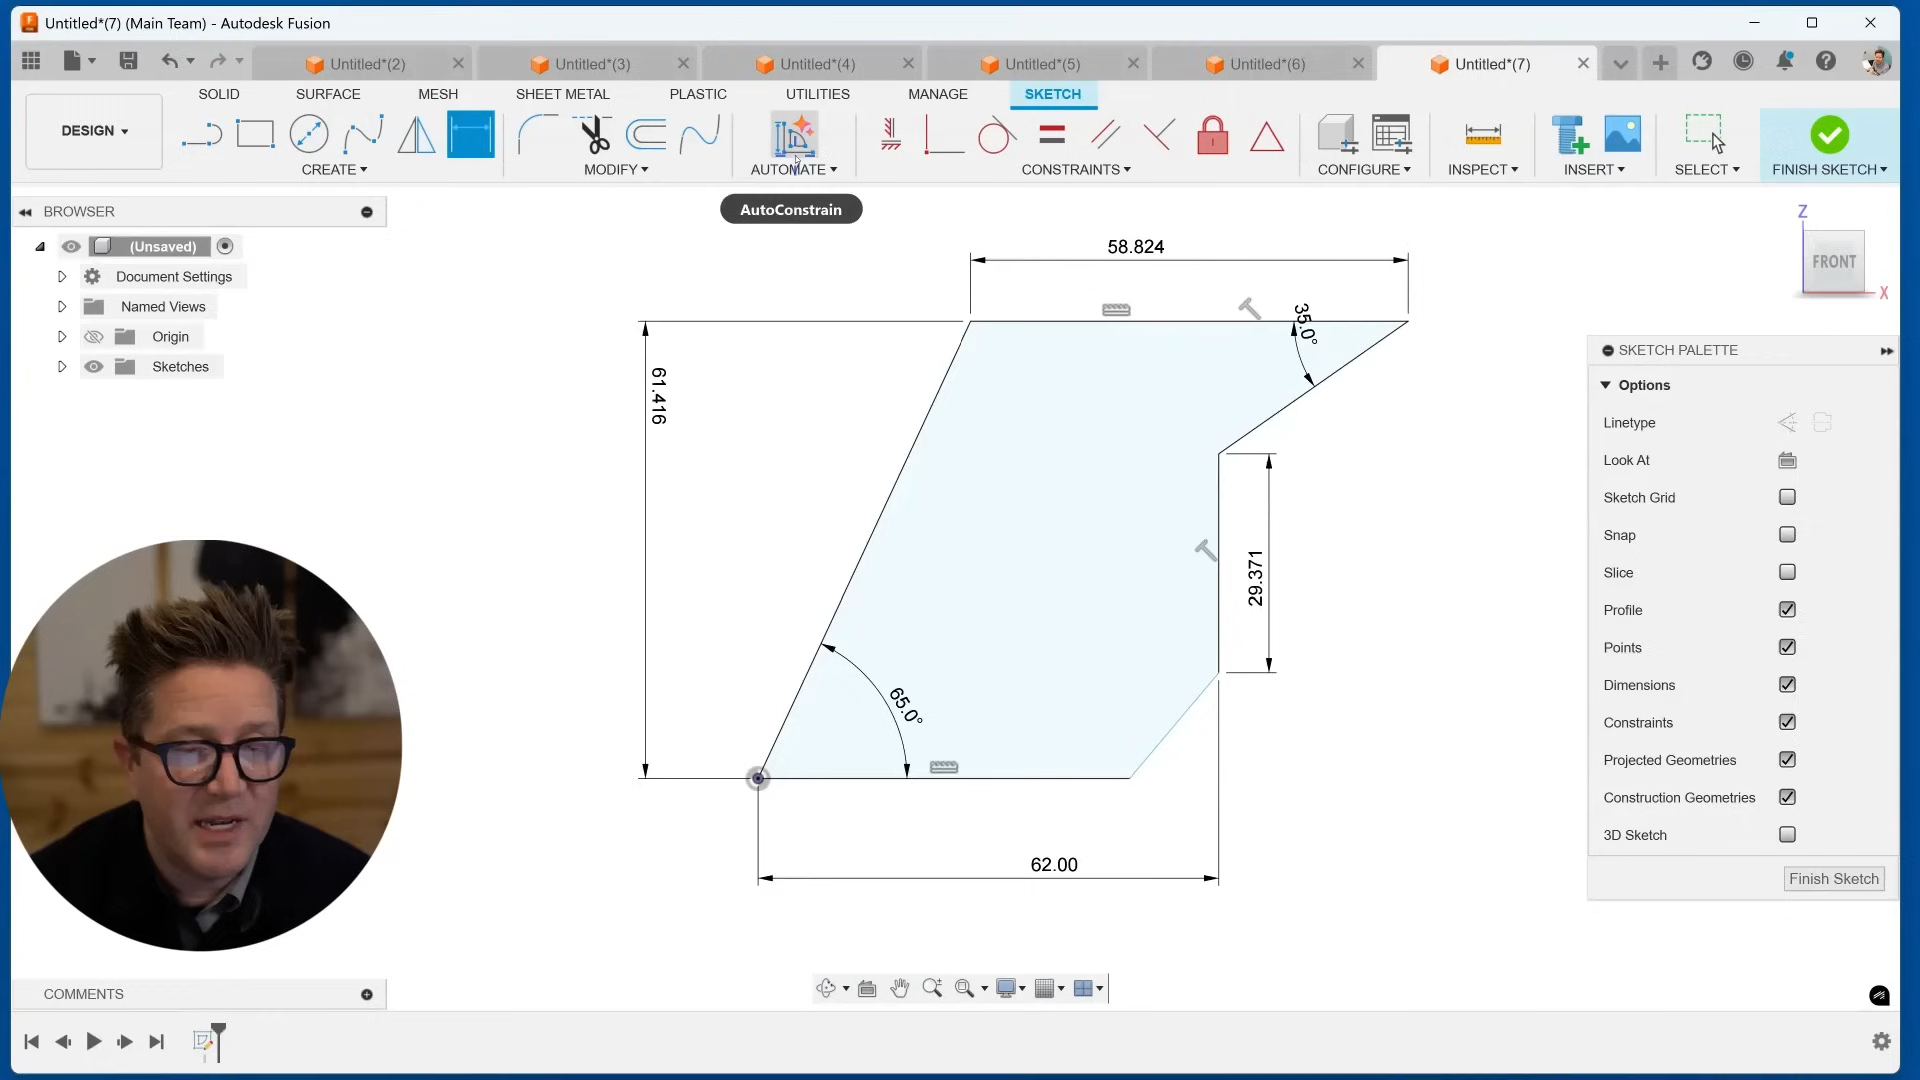 Untitled*(7) (Main Team) - Autodesk Fusion
Untitled*(2)
Untitled*(3)
Untitled*(4)
Untitled*(5)
Untitled*(6)
Untitled*(7)
SOLID
SURFACE
MESH
SHEET METAL
PLASTIC
UTILITIES
MANAGE
SKETCH
DESIGN
CREATE
MODIFY
AUTOMATE
CONSTRAINTS
CONFIGURE
INSPECT
INSERT
SELECT
FINISH SKETCH
AutoConstrain
BROWSER
(Unsaved)
Document Settings
Named Views
Origin
Sketches
58.824
35.0°
61.416
29.371
65.0°
62.00
Z
FRONT
X
SKETCH PALETTE
Options
Linetype
Look At
Sketch Grid
Snap
Slice
Profile
Points
Dimensions
Constraints
Projected Geometries
Construction Geometries
3D Sketch
Finish Sketch
COMMENTS